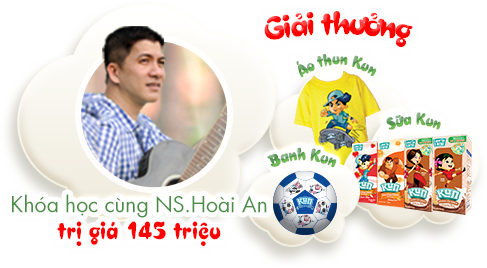 Giải thưởng
Áo thun Kun
Sữa Kun
Banh Kun
KUN
Khóa học cùng NS.Hoài An
trị giá 145 triệu